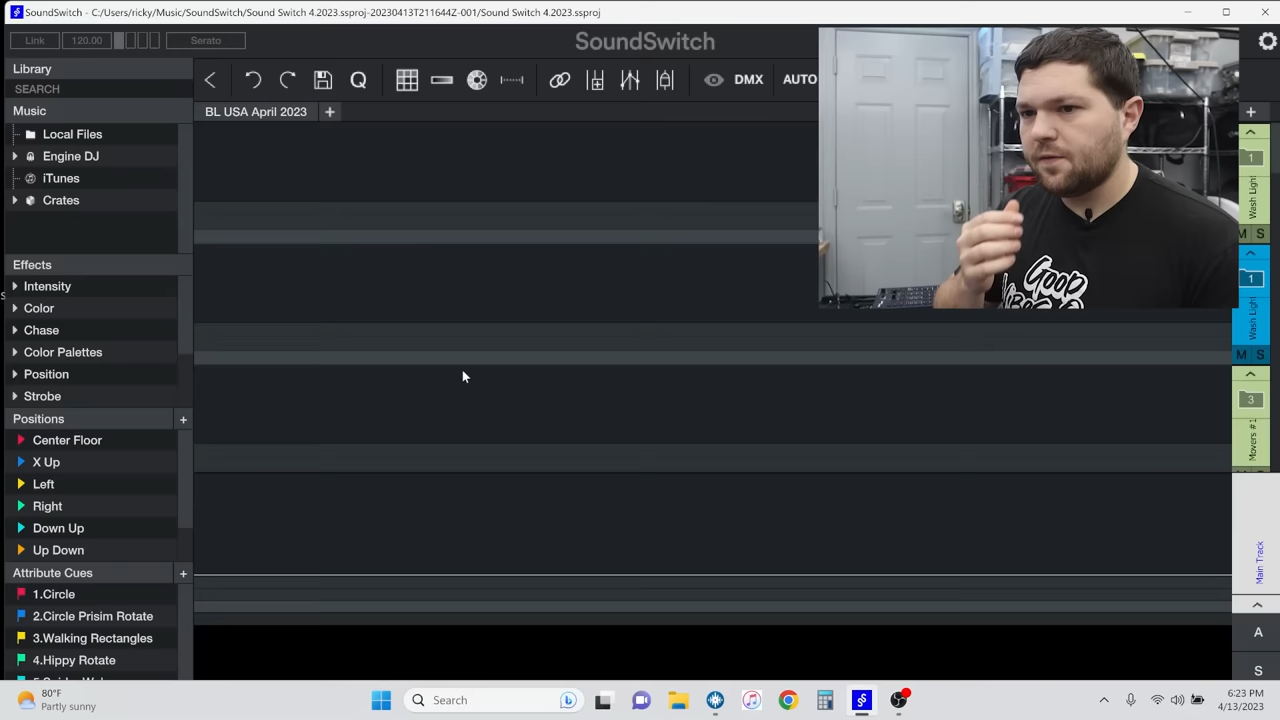 SoundSwitch - C:/Users/ricky/Music/SoundSwitch/Sound Switch 4.2023.ssproj-20230413T211644Z-001/Sound Switch 4.2023.ssproj
Link
120.00
Serato
SoundSwitch
Library
SEARCH
Music
Local Files
Engine DJ
iTunes
Crates
Q
DMX
AUTO
BL USA April 2023
+
Effects
Intensity
Color
Chase
Color Palettes
Position
Strobe
Positions
+
Center Floor
X Up
Left
Right
Down Up
Up Down
Attribute Cues
+
1.Circle
2.Circle Prisim Rotate
3.Walking Rectangles
4.Hippy Rotate
GOOD
+
1
Wash Light
M S
1
Wash Light
M S
3
Movers #1
Main Track
A
S
80°F
Partly sunny
Search
6:23 PM
4/13/2023